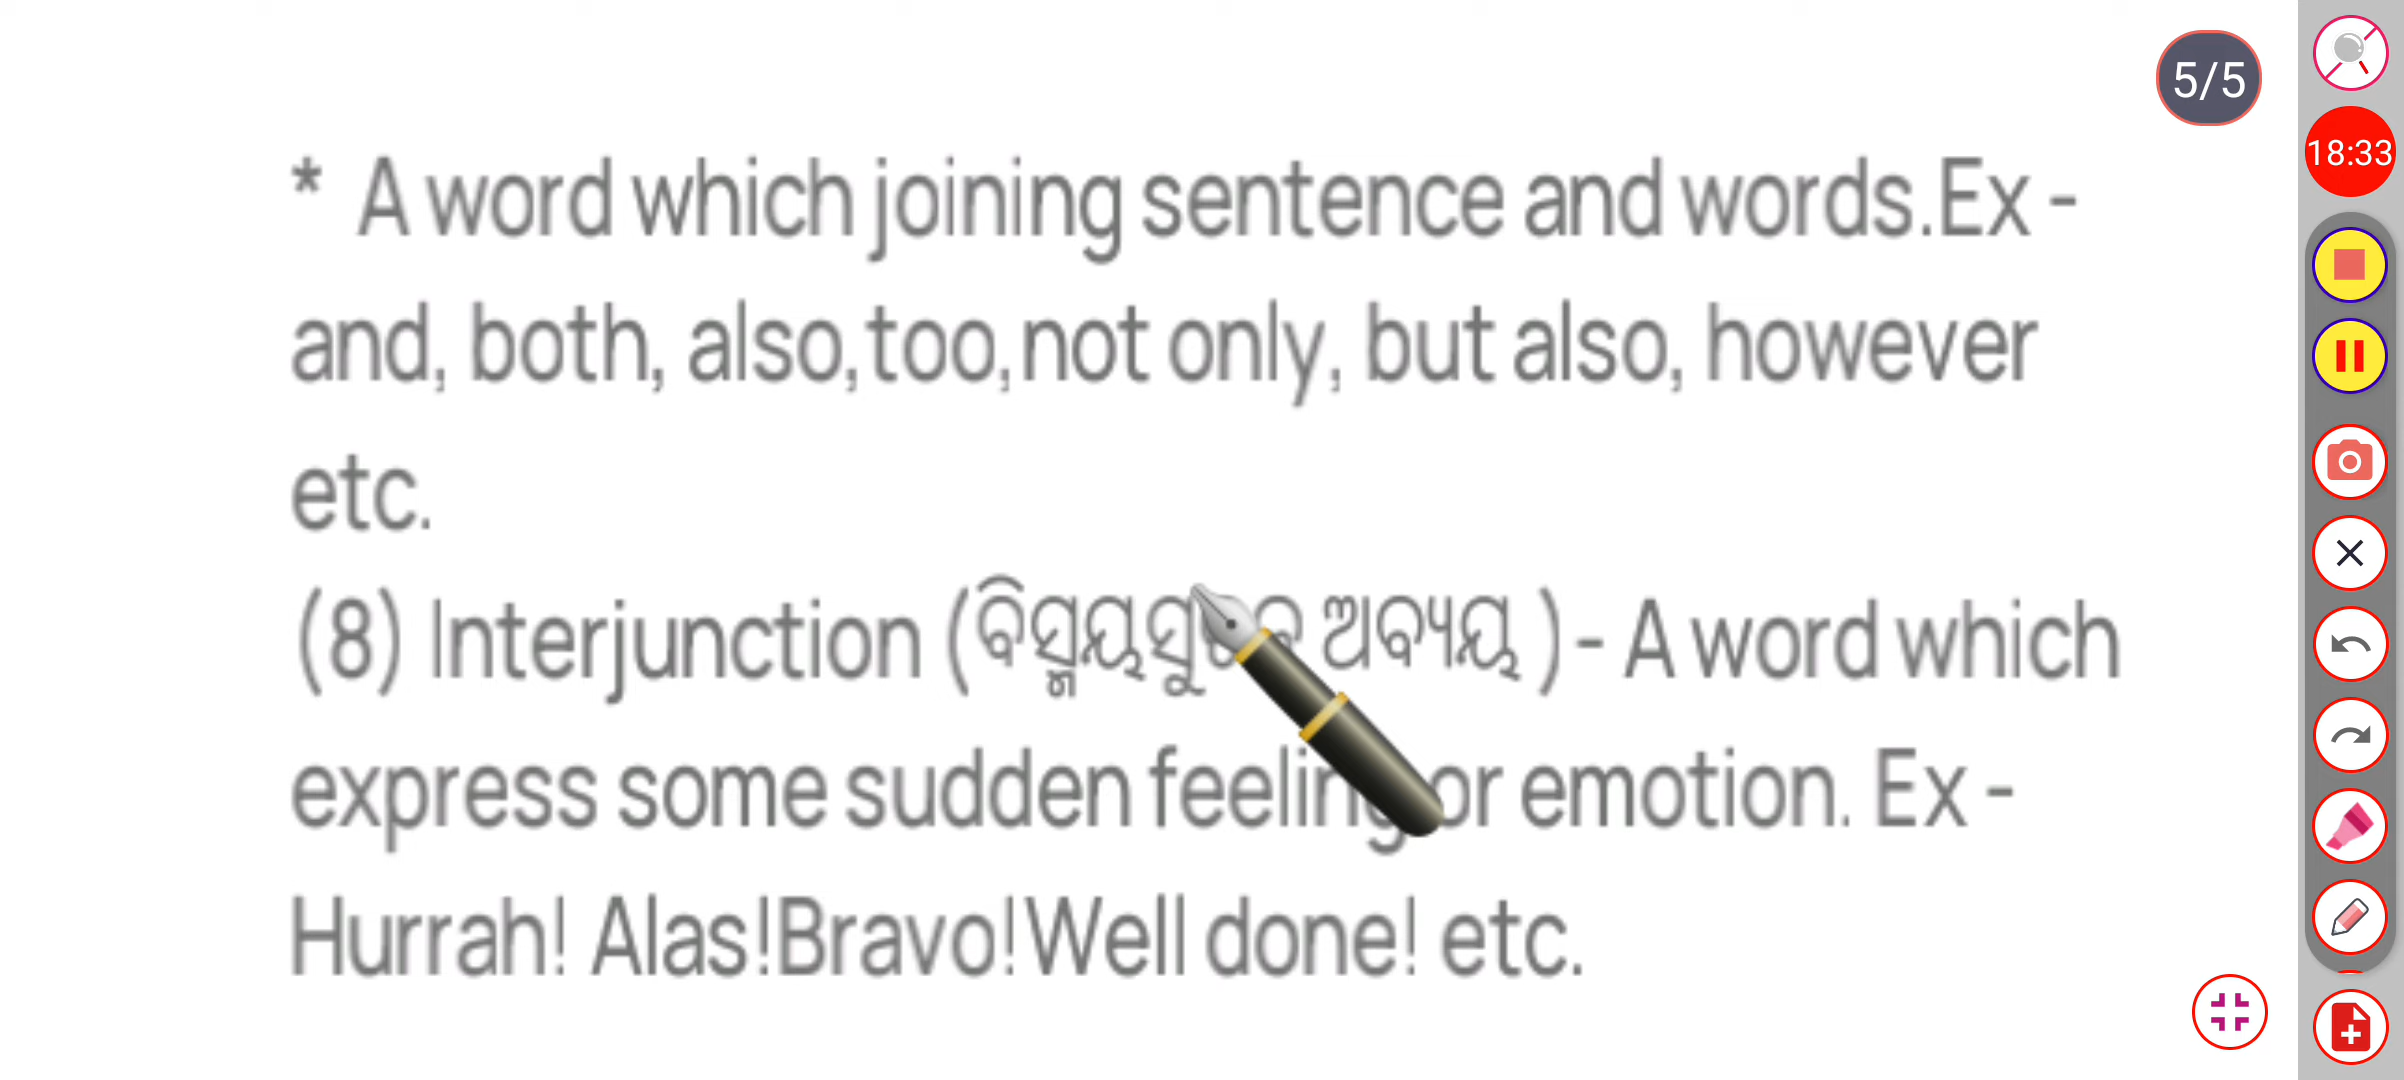 5/5
18:33
* A word which joining sentence and words.Ex -
and, both, also,too,not only, but also, however
etc.
(8) Interjunction ( ଅବ୍ୟୟ )- A word which
express some sudden feeling or emotion. Ex -
Hurrah! Alas!Bravo!Well done! etc.